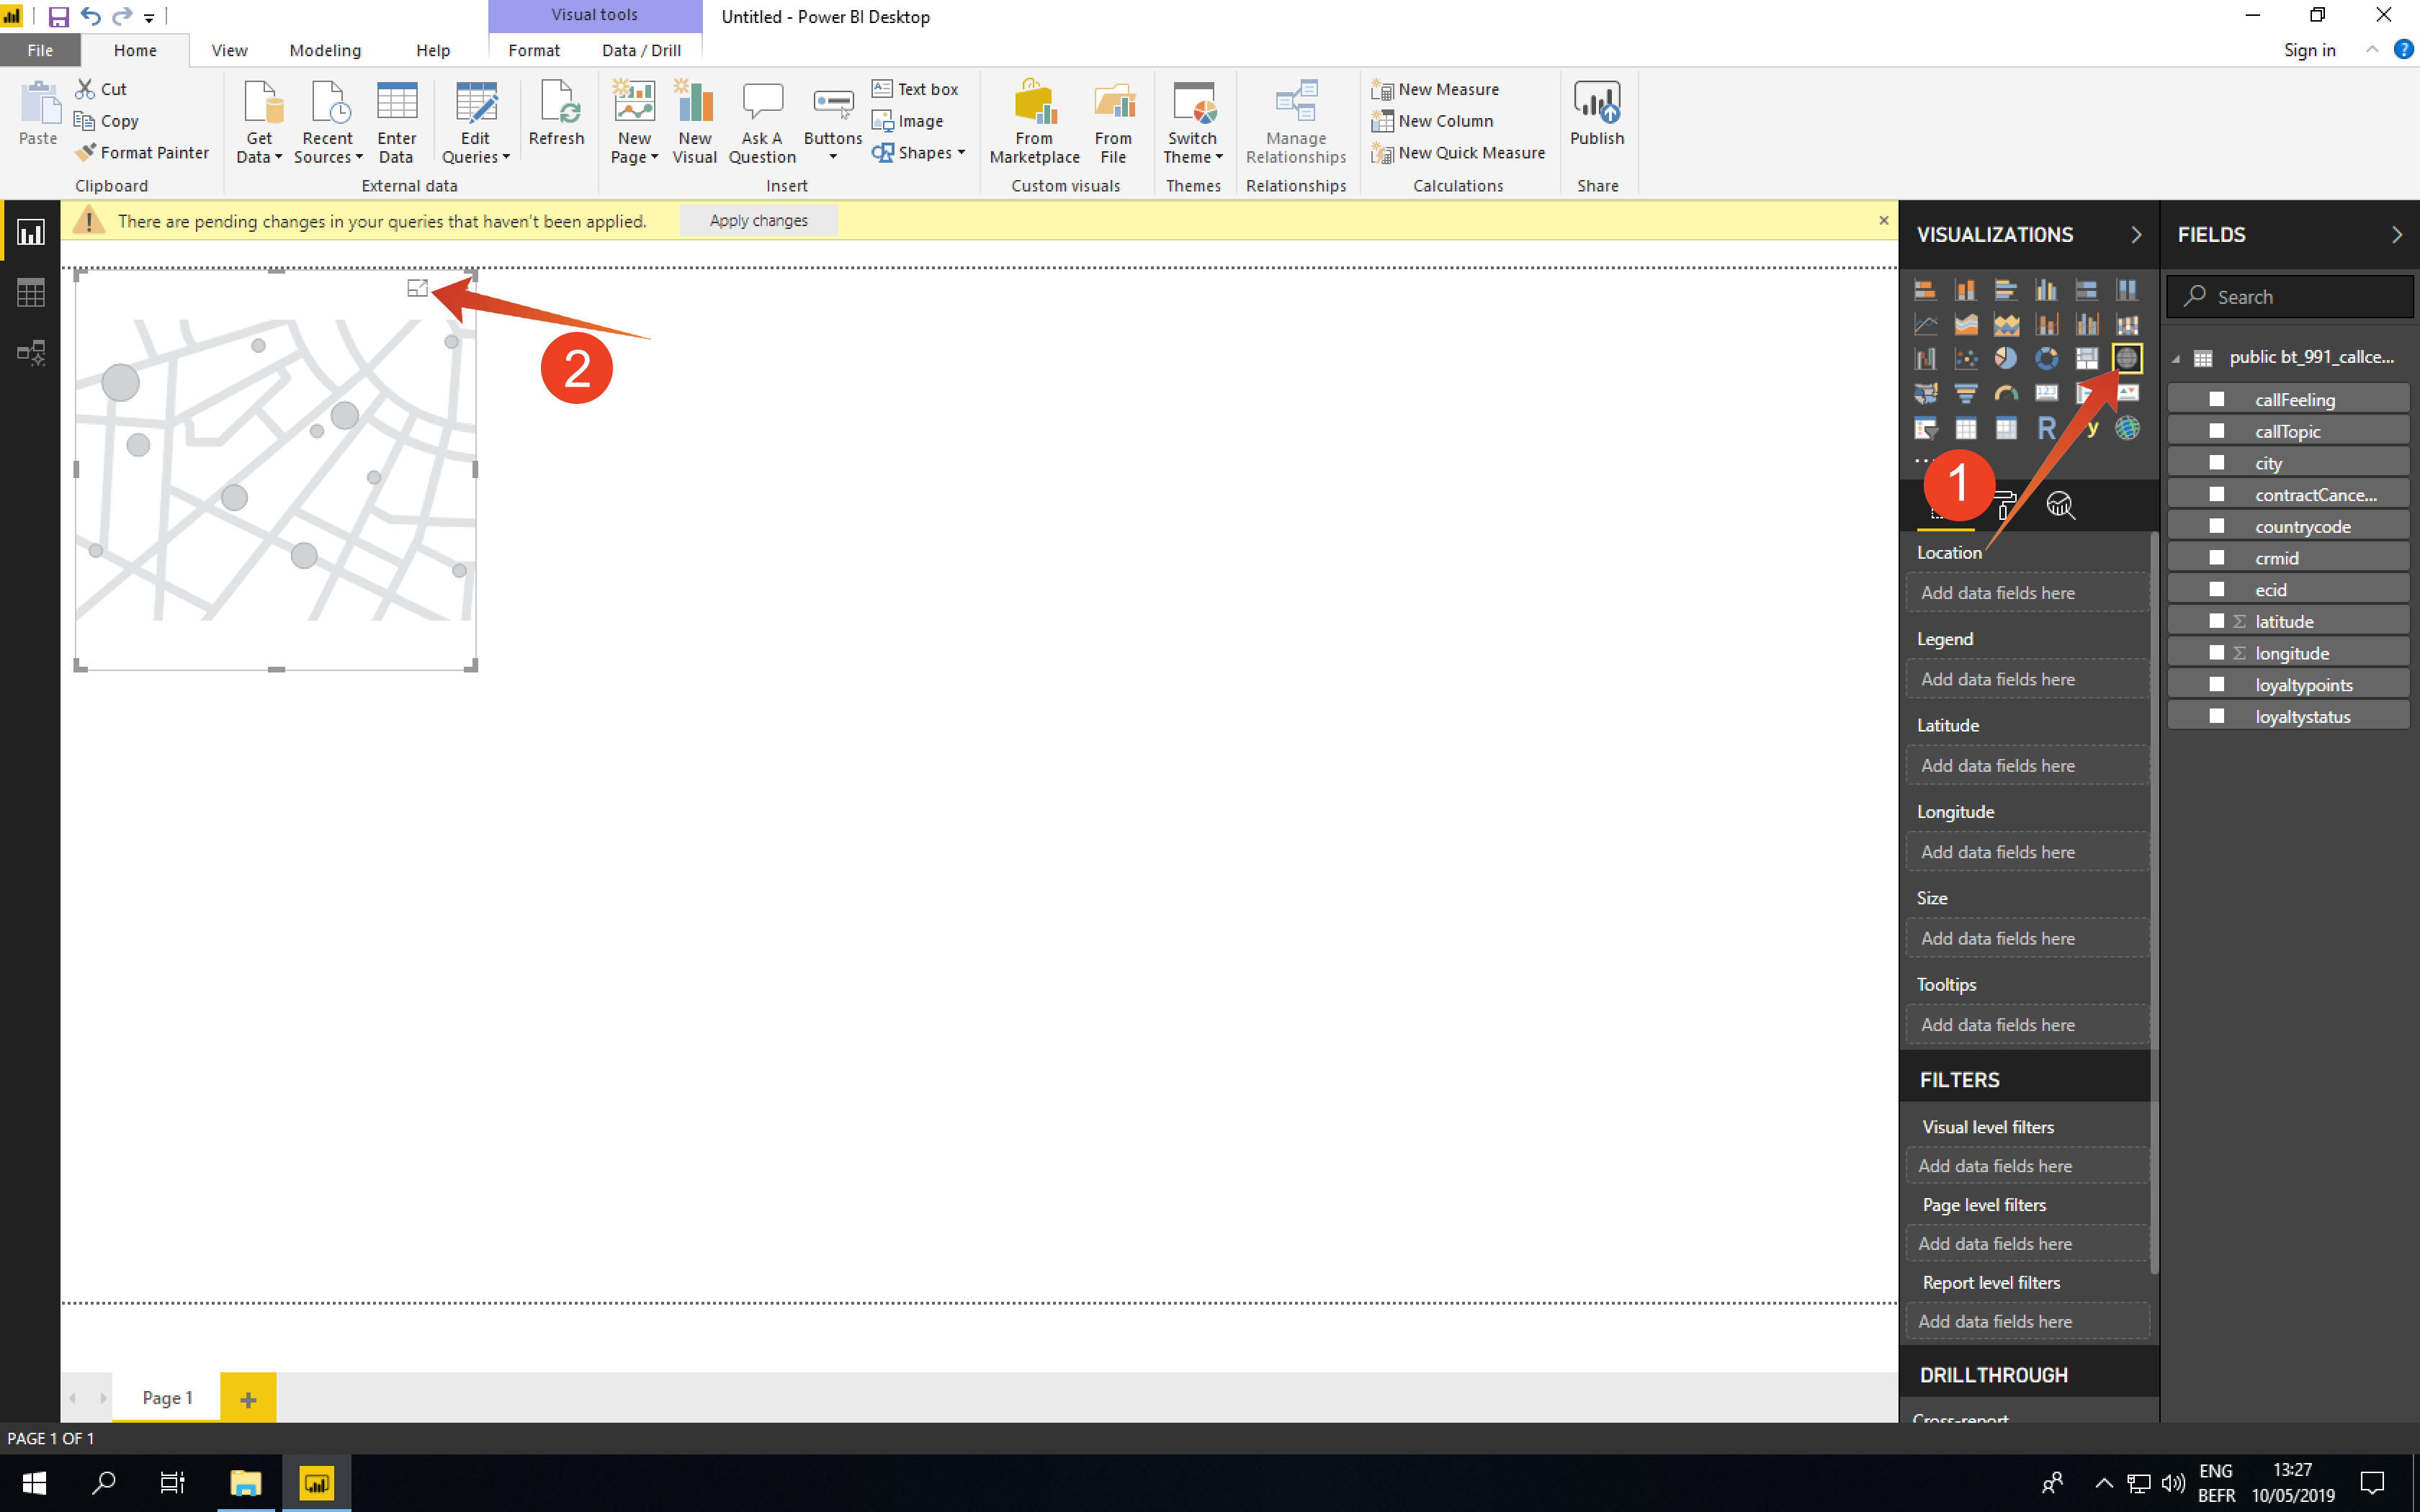 Visual tools
Untitled - Power BI Desktop
File
Home
View
Modeling
Help
Format
Data / Drill
Sign in
?
Paste
Cut
Copy
Format Painter
Clipboard
Get
Data
Recent
Sources
Enter
Data
Edit
Queries
Refresh
External data
New
Page
New
Visual
Ask A
Question
Buttons
Text box
Image
Shapes
Insert
From
Marketplace
From
File
Custom visuals
Switch
Theme
Themes
Manage
Relationships
Relationships
New Measure
New Column
New Quick Measure
Calculations
Publish
Share
There are pending changes in your queries that haven't been applied.
Apply changes
2
VISUALIZATIONS
R
y
1
Location
Add data fields here
Legend
Add data fields here
Latitude
Add data fields here
Longitude
Add data fields here
Size
Add data fields here
Tooltips
Add data fields here
FILTERS
Visual level filters
Add data fields here
Page level filters
Add data fields here
Report level filters
Add data fields here
DRILLTHROUGH
Cross-report
FIELDS
Search
public bt_991_callce...
callFeeling
callTopic
city
contractCance...
countrycode
crmid
ecid
Σ latitude
Σ longitude
loyaltypoints
loyaltystatus
Page 1
PAGE 1 OF 1
ENG
BEFR
13:27
10/05/2019